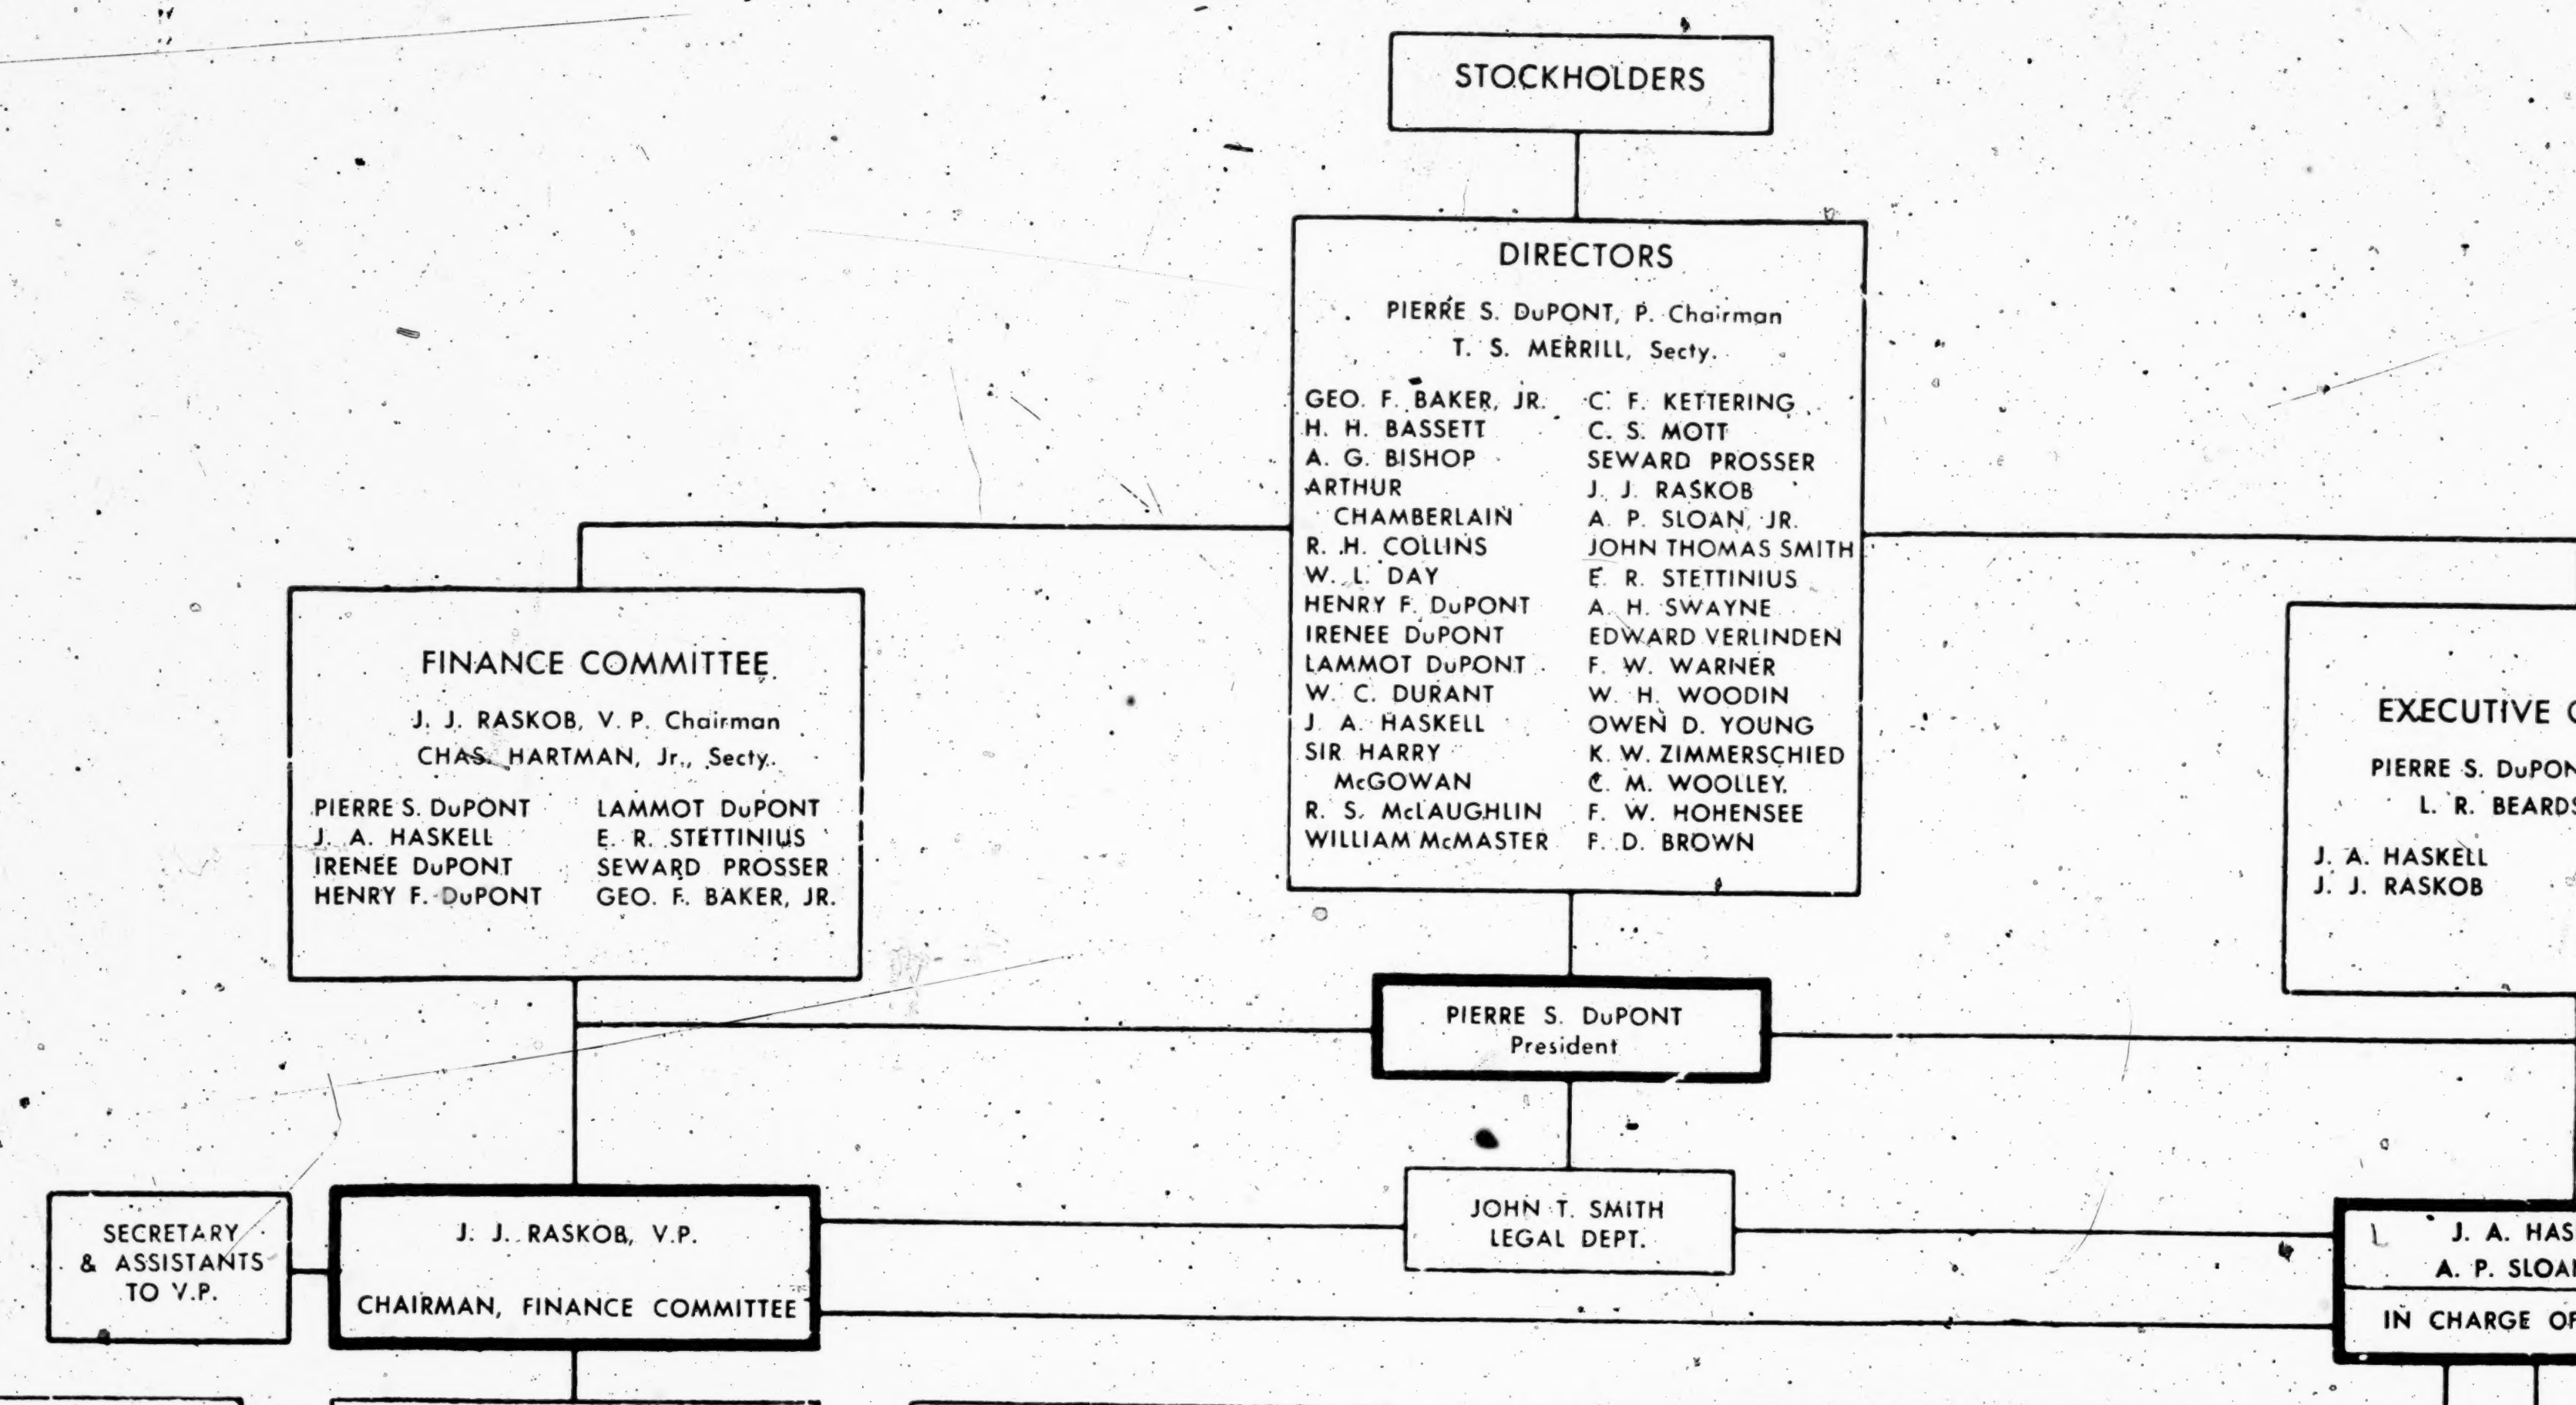 STOCKHOLDERS
DIRECTORS
PIERRE S. DuPONT, P. Chairman
T. S. MERRILL, Secty.
GEO. F. BAKER, JR.
H. H. BASSETT
A. G. BISHOP
ARTHUR
CHAMBERLAIN
R. H. COLLINS
W. L. DAY
HENRY F. DuPONT
IRENEE DuPONT
LAMMOT DuPONT
W. C. DURANT
J. A. HASKELL
SIR HARRY
McGOWAN
R. S. McLAUGHLIN
WILLIAM McMASTER
C. F. KETTERING
C. S. MOTT
SEWARD PROSSER
J. J. RASKOB
A. P. SLOAN, JR.
JOHN THOMAS SMITH
E. R. STETTINIUS
A. H. SWAYNE
EDWARD VERLINDEN
F. W. WARNER
W. H. WOODIN
OWEN D. YOUNG
K. W. ZIMMERSCHIED
C. M. WOOLLEY.
F. W. HOHENSEE
F. D. BROWN
FINANCE COMMITTEE
J. J. RASKOB, V. P. Chairman
CHAS. HARTMAN, Jr., Secty.
PIERRE S. DuPONT
J. A. HASKELL
IRENEE DuPONT
HENRY F. DuPONT
LAMMOT DuPONT
E. R. STETTINIUS
SEWARD PROSSER
GEO. F. BAKER, JR.
EXECUTIVE C
PIERRE S. DuPON
L. R. BEARDS
J. A. HASKELL
J. J. RASKOB
PIERRE S. DuPONT
President
SECRETARY
& ASSISTANTS
TO V.P.
J. J. RASKOB, V.P.
CHAIRMAN, FINANCE COMMITTEE
JOHN T. SMITH
LEGAL DEPT.
J. A. HAS
A. P. SLOA
IN CHARGE OF